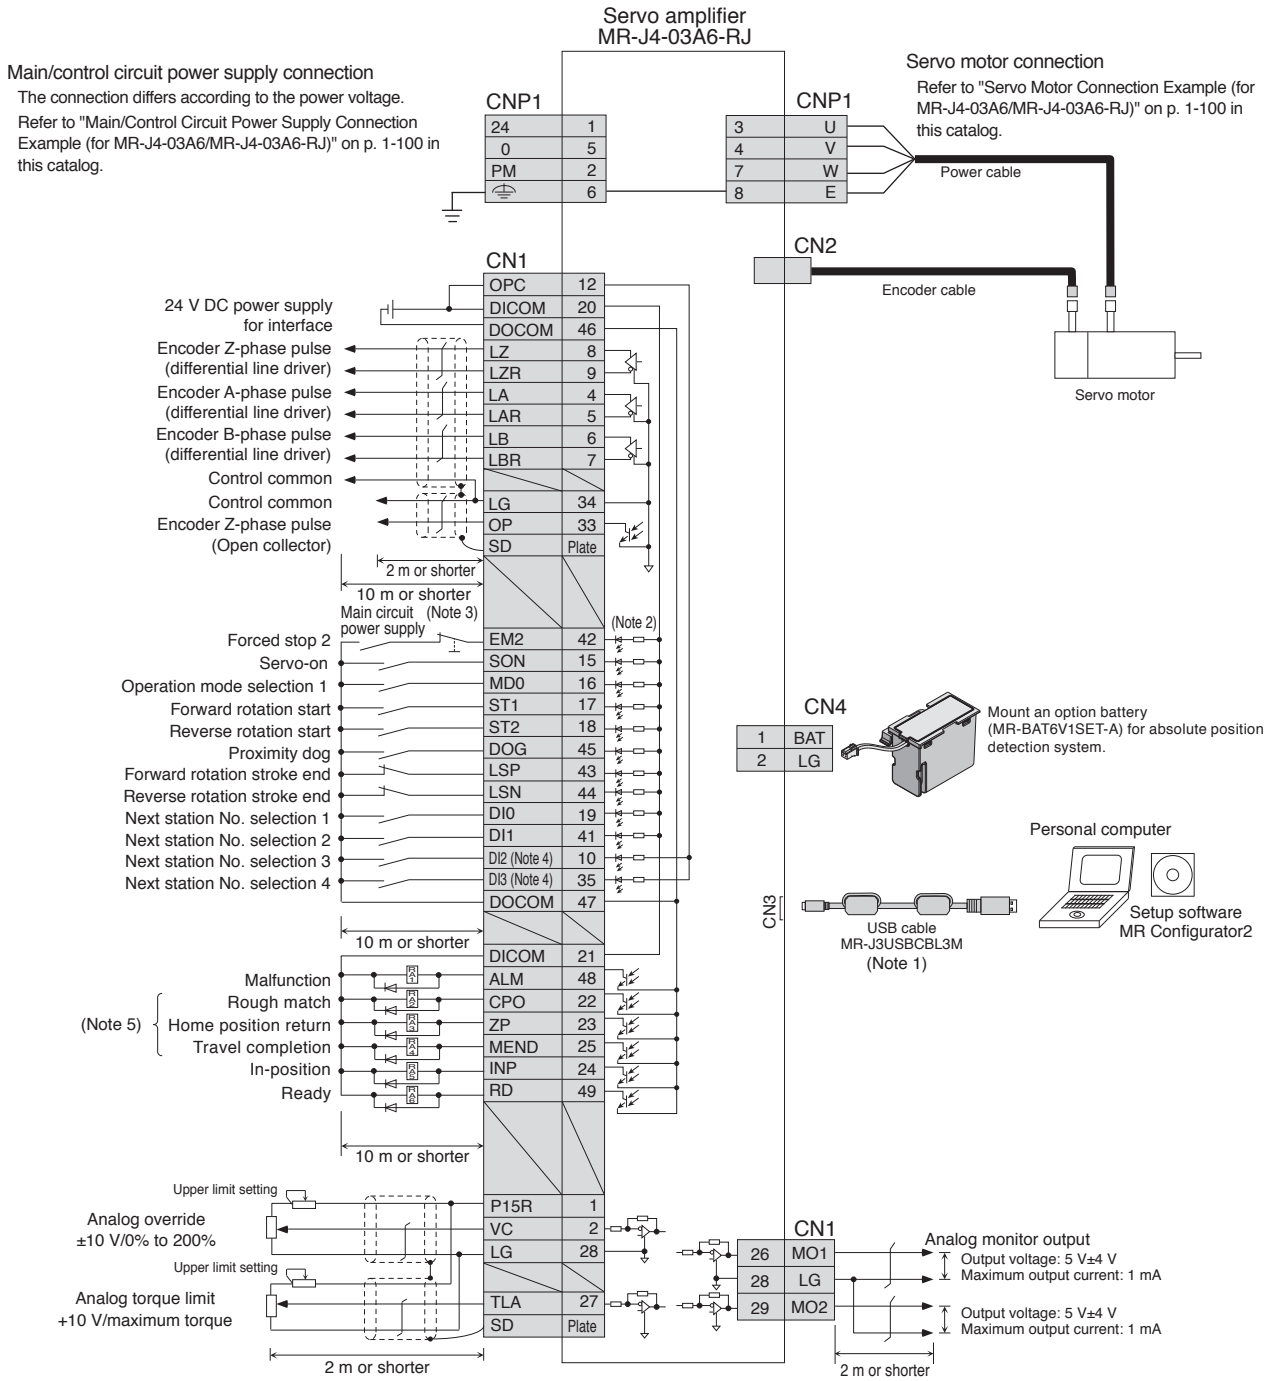 Servo amplifier
MR-J4-03A6-RJ
Main/control circuit power supply connection
The connection differs according to the power voltage.
Refer to "Main/Control Circuit Power Supply Connection
Example (for MR-J4-03A6/MR-J4-03A6-RJ)" on p. 1-100 in
this catalog.
Servo motor connection
Refer to "Servo Motor Connection Example (for
MR-J4-03A6/MR-J4-03A6-RJ)" on p. 1-100 in
this catalog.
CNP1
24 1
0 5
PM 2
6
CNP1
3 U
4 V
7 W
8 E
Power cable
CN2
Encoder cable
Servo motor
CN1
OPC 12
DICOM 20
DOCOM 46
LZ 8
LZR 9
LA 4
LAR 5
LB 6
LBR 7
LG 34
OP 33
SD Plate
24 V DC power supply
for interface
Encoder Z-phase pulse
(differential line driver)
Encoder A-phase pulse
(differential line driver)
Encoder B-phase pulse
(differential line driver)
Control common
Control common
Encoder Z-phase pulse
(Open collector)
2 m or shorter
10 m or shorter
Main circuit
power supply
(Note 3)
(Note 2)
Forced stop 2 EM2 42
Servo-on SON 15
Operation mode selection 1 MD0 16
Forward rotation start ST1 17
Reverse rotation start ST2 18
Proximity dog DOG 45
Forward rotation stroke end LSP 43
Reverse rotation stroke end LSN 44
Next station No. selection 1 DI0 19
Next station No. selection 2 DI1 41
Next station No. selection 3 DI2 (Note 4) 10
Next station No. selection 4 DI3 (Note 4) 35
DOCOM 47
10 m or shorter
DICOM 21
Malfunction RA1 ALM 48
Rough match RA2 CPO 22
(Note 5) Home position return RA3 ZP 23
Travel completion RA4 MEND 25
In-position RA5 INP 24
Ready RA6 RD 49
10 m or shorter
CN4
1 BAT
2 LG
Mount an option battery
(MR-BAT6V1SET-A) for absolute position
detection system.
Personal computer
CN3
USB cable
MR-J3USBCBL3M
(Note 1)
Setup software
MR Configurator2
Upper limit setting
Analog override
±10 V/0% to 200%
P15R 1
VC 2
LG 28
Upper limit setting
Analog torque limit
+10 V/maximum torque
TLA 27
SD Plate
2 m or shorter
CN1
26 MO1
28 LG
29 MO2
Analog monitor output
Output voltage: 5 V±4 V
Maximum output current: 1 mA
Output voltage: 5 V±4 V
Maximum output current: 1 mA
2 m or shorter